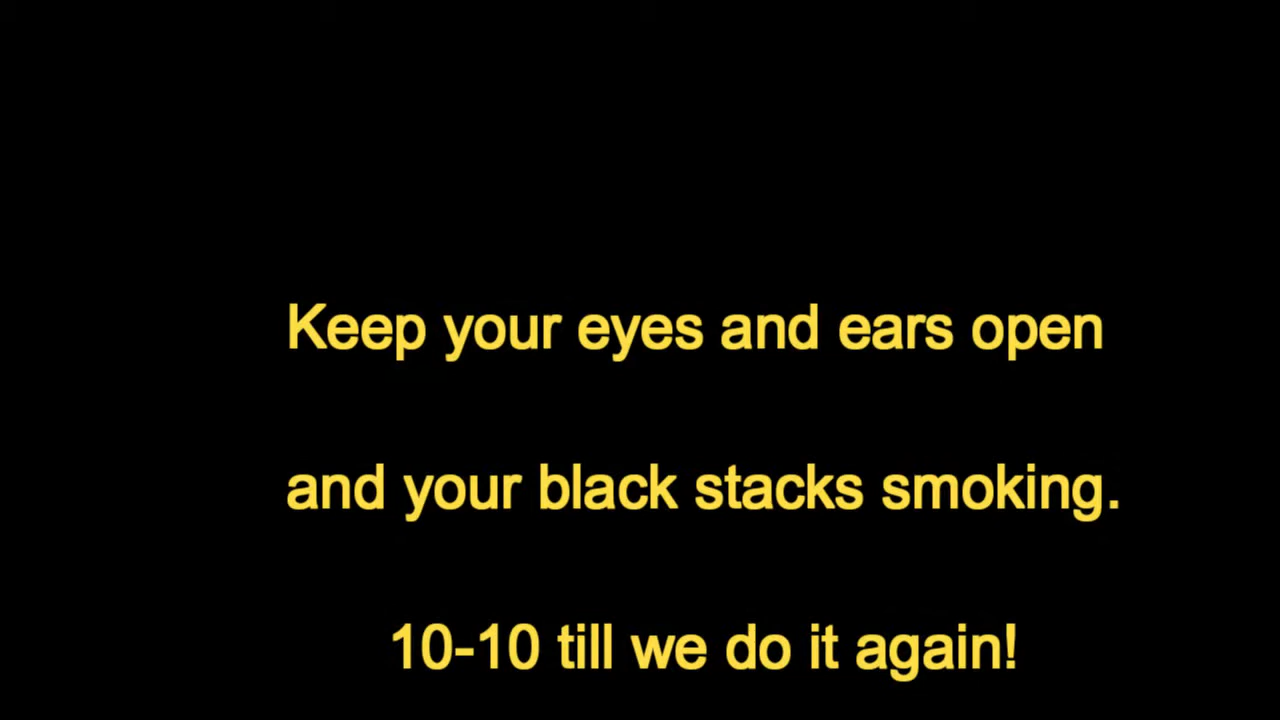 Keep your eyes and ears open
and your black stacks smoking.
10-10 till we do it again!